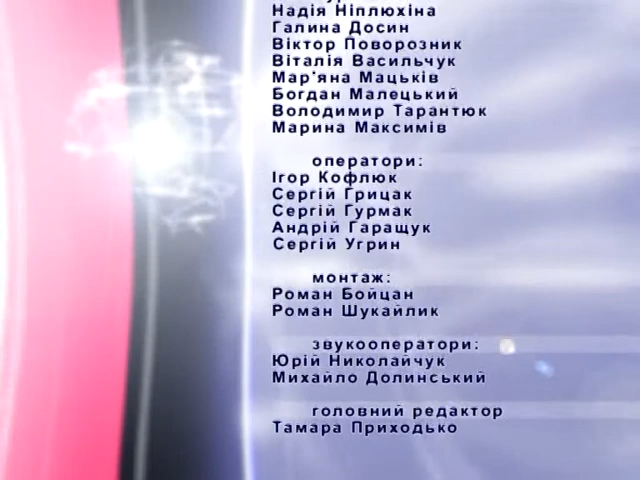 Надія Ніплюхіна
Галина Досин
Віктор Поворозник
Віталія Васильчук
Мар'яна Мацьків
Богдан Малецький
Володимир Тарантюк
Марина Максимів
оператори:
Ігор Кофлюк
Сергій Грицак
Сергій Гурмак
Андрій Гаращук
Сергій Угрин
монтаж:
Роман Бойцан
Роман Шукайлик
звукооператори:
Юрій Николайчук
Михайло Долинський
головний редактор
Тамара Приходько